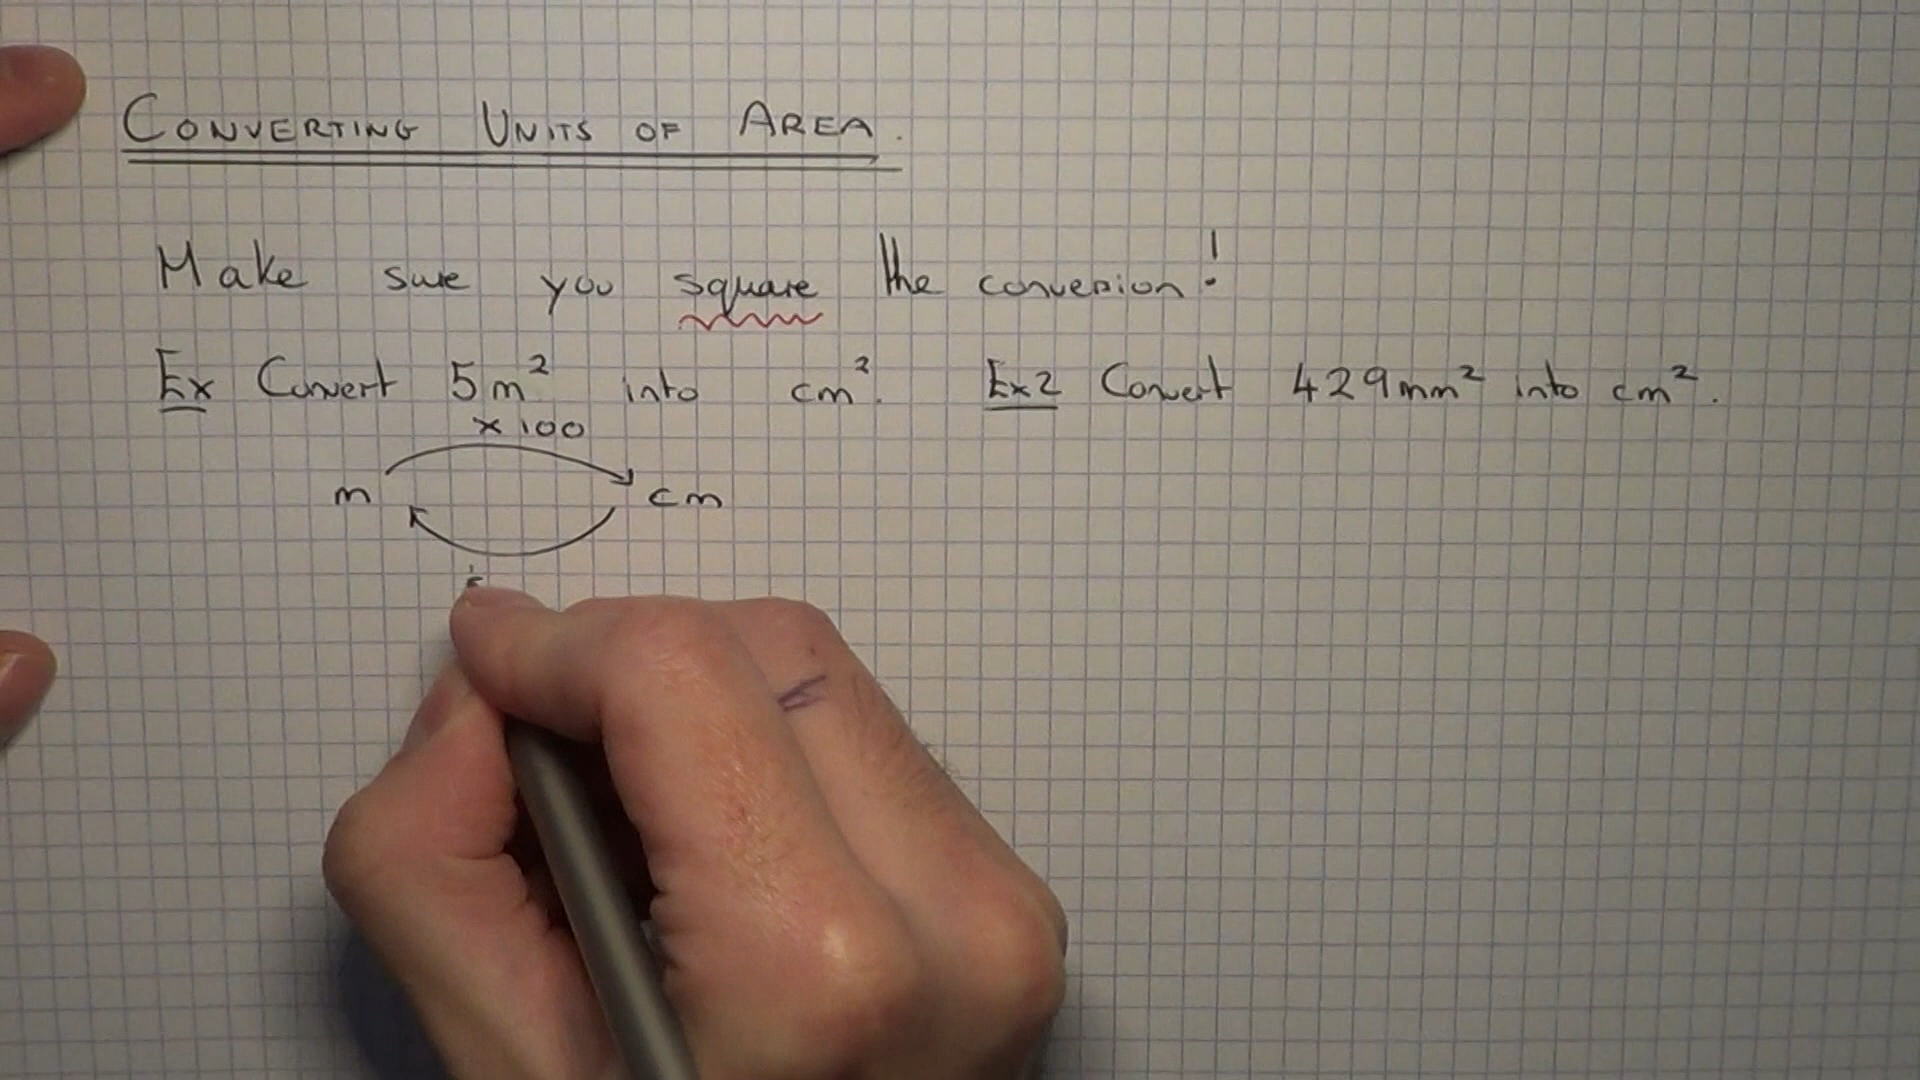 CONVERTING UNITS OF AREA.
Make sure you square the conversion!
Ex Convert 5m² into cm².
× 100
m cm
Ex2 Convert 429mm² into cm².